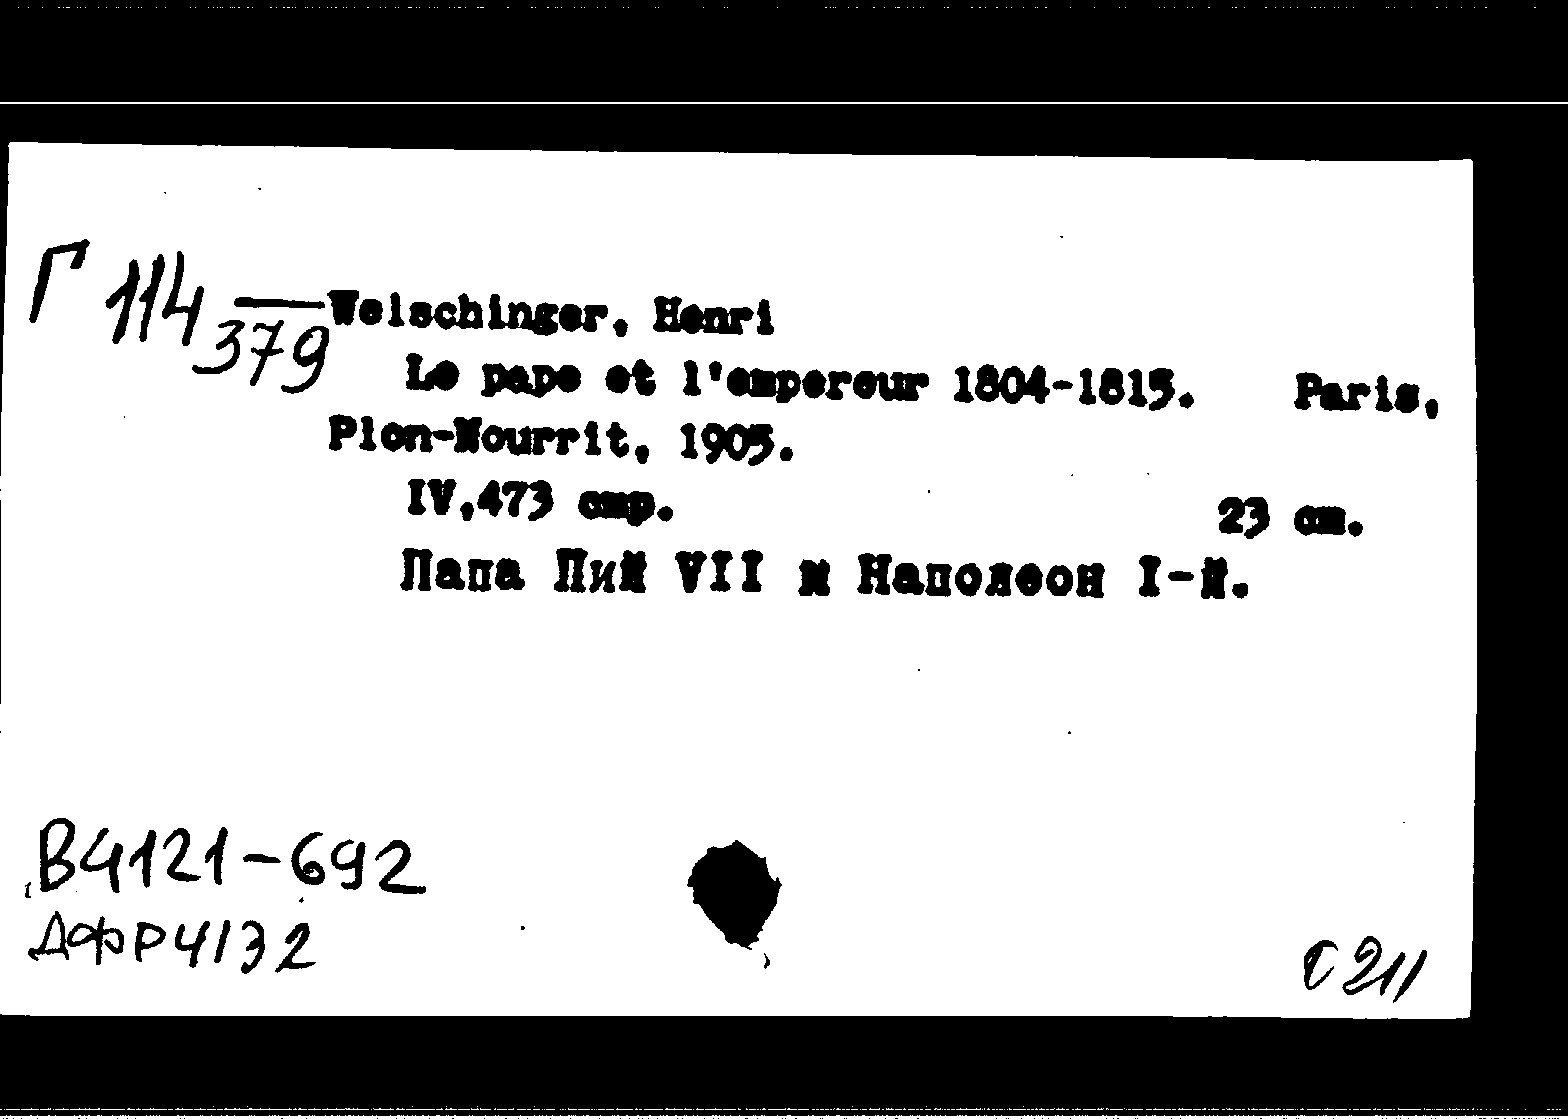 Г 114/379
Welschinger, Henri
Le pape et l'empereur 1804-1815. Paris,
Plon-Nourrit, 1905.
IV,473 стр. 23 см.
Папа Пий VII и Наполеон I-й.
В4121-692
ДФР4132
С211